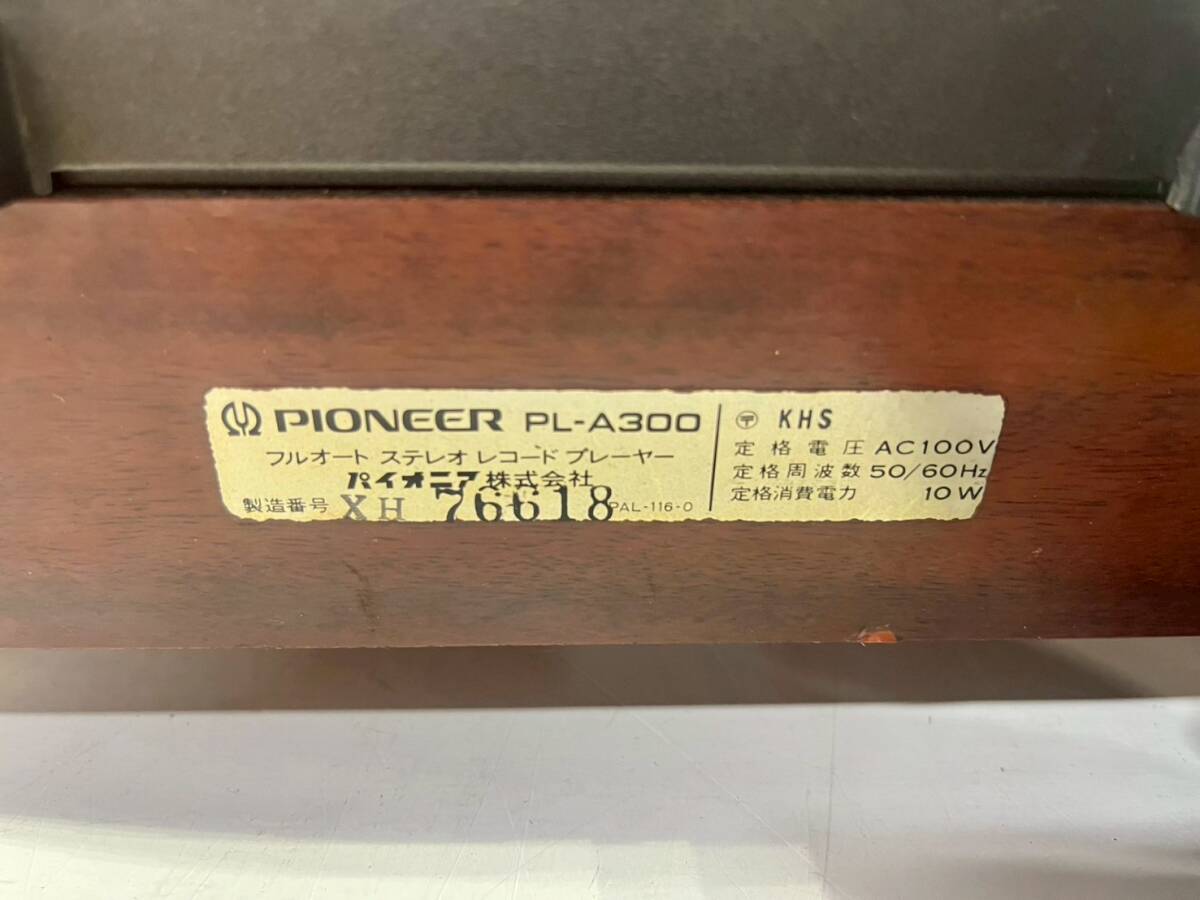 PIONEER PL-A300
フルオート ステレオ レコード プレーヤー
パイオニア株式会社
製造番号 XH 76618 PAL-116-0
〶 KHS
定格電圧 AC100V
定格周波数 50/60Hz
定格消費電力 10W